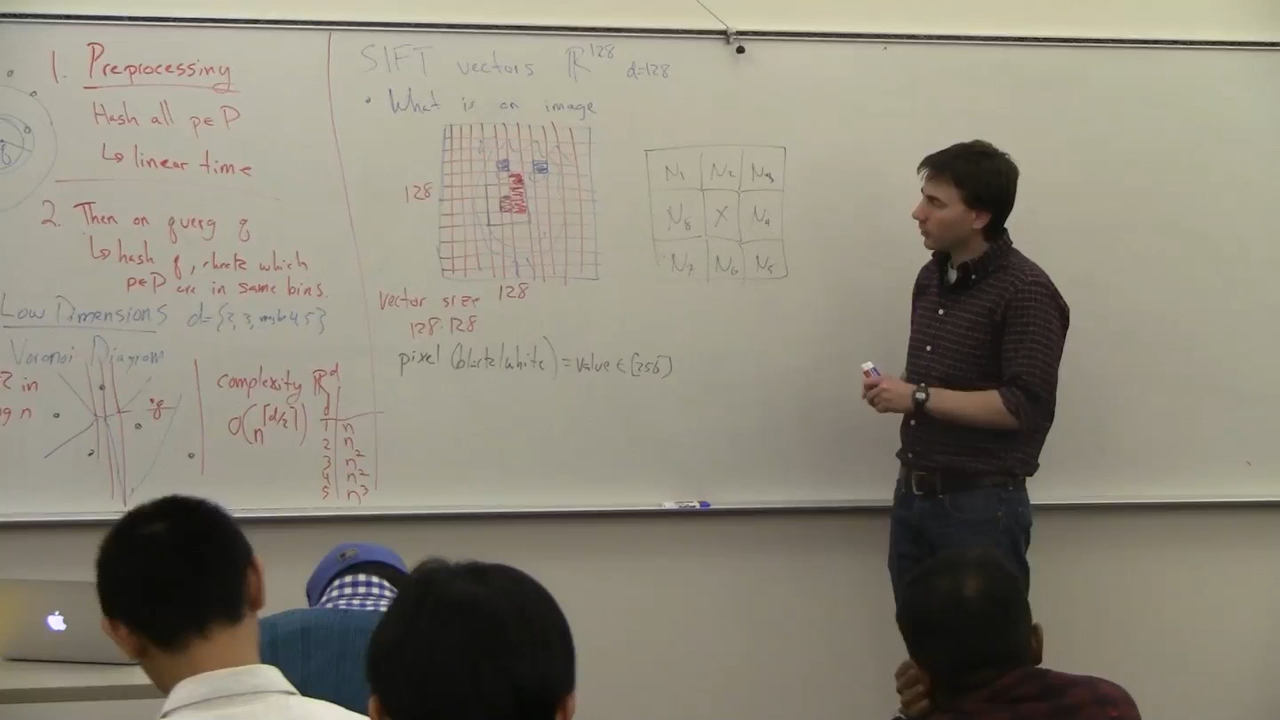 1. Preprocessing
Hash all p∈P
↳ linear time
2. Then on query q
↳ hash q, check which
p∈P are in same bins.
Low Dimensions d={2,3,maybe 4,5}
Voronoi Diagram
complexity ℝ^d
O(n^⌈d/2⌉)
d
1 n
2 n
3 n²
4 n²
5 n³
SIFT vectors ℝ^128 d=128
• What is an image
128
128
vector size
128·128
pixel (black/white) = value ∈ [256]
N₁ N₂ N₃
N₈ X N₄
N₇ N₆ N₅